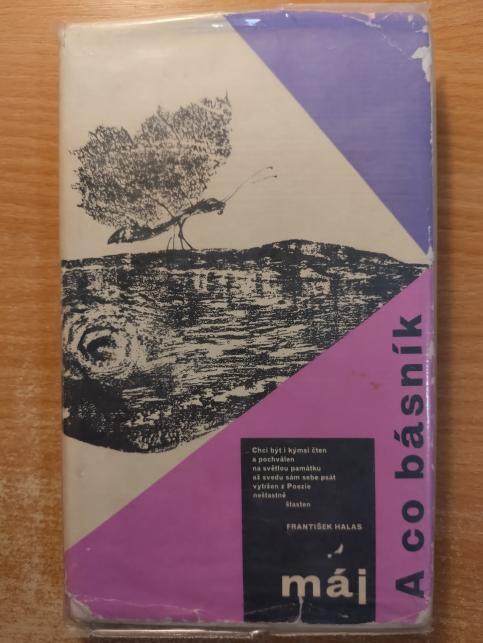 Chci být i kýmsi čten
a pochválen
na světlou památku
až svedu sám sebe psát
vytržen z Poezie
nešťastně
šťasten
FRANTIŠEK HALAS
máj
A co básník